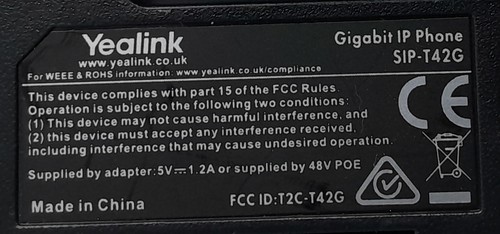 Yealink
www.yealink.co.uk
Gigabit IP Phone
SIP-T42G
For WEEE & ROHS information: www.yealink.co.uk/compliance
This device complies with part 15 of the FCC Rules.
Operation is subject to the following two conditions:
(1) This device may not cause harmful interference, and
(2) this device must accept any interference received,
including interference that may cause undesired operation.
CE
Supplied by adapter: 5V⎓1.2A or supplied by 48V POE
Made in China
FCC ID:T2C-T42G